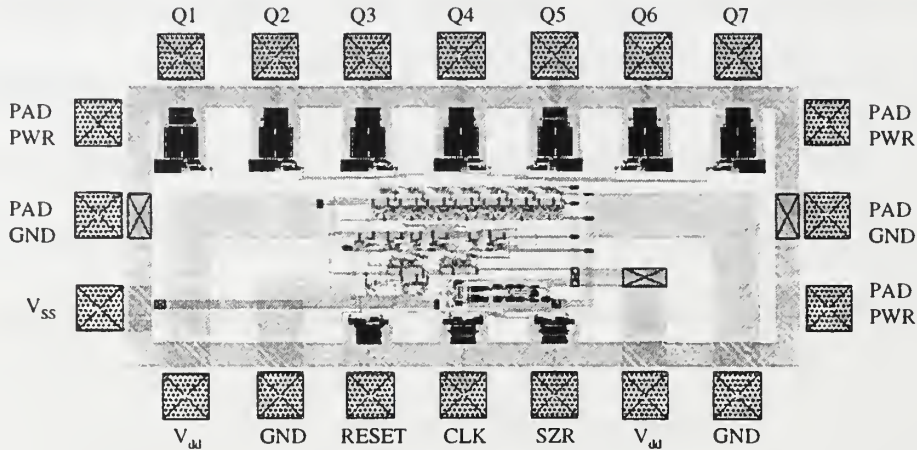 Q1 Q2 Q3 Q4 Q5 Q6 Q7
PAD
PWR
PAD
PWR
PAD
GND
PAD
GND
V_SS
PAD
PWR
V_dd GND RESET CLK SZR V_dd GND